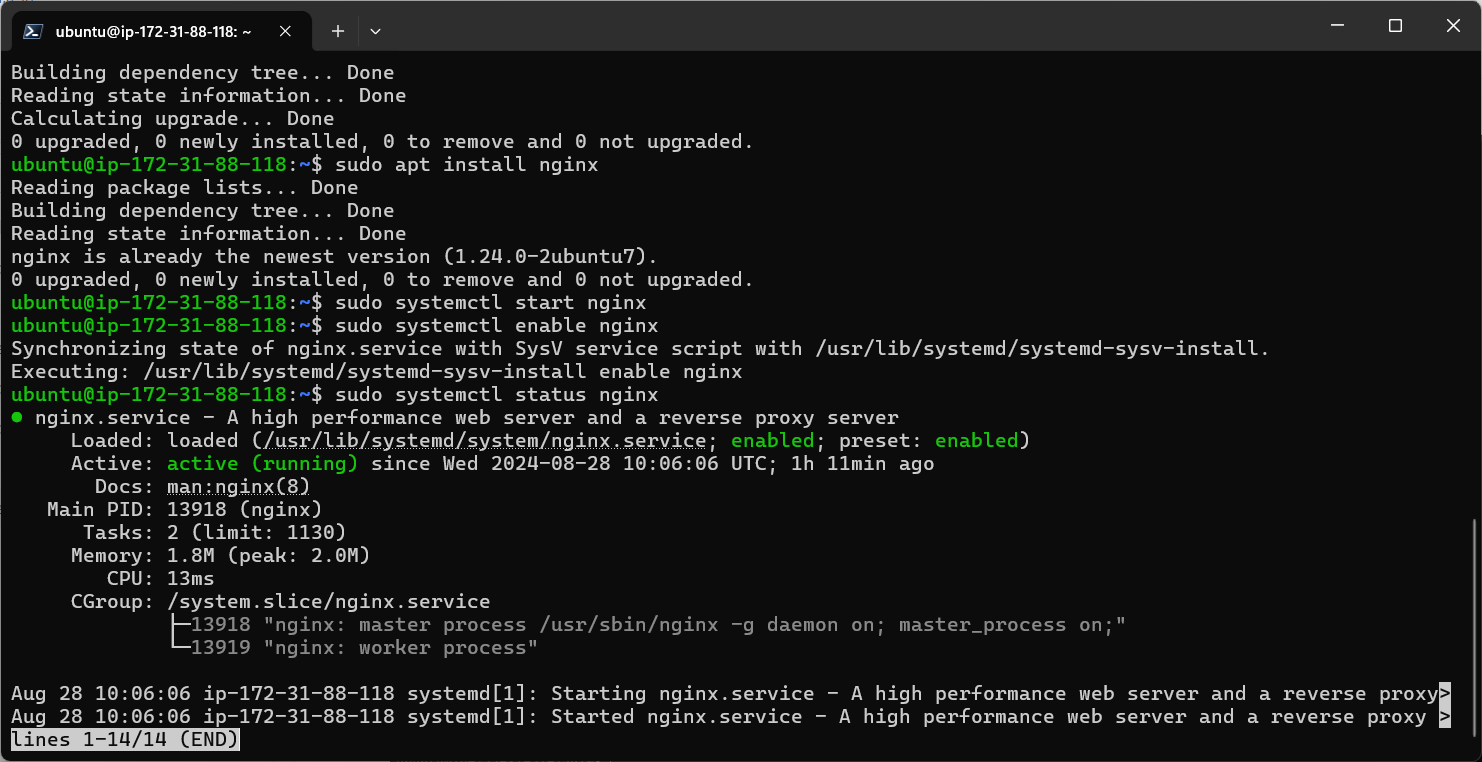 ubuntu@ip-172-31-88-118: ~
Building dependency tree... Done
Reading state information... Done
Calculating upgrade... Done
0 upgraded, 0 newly installed, 0 to remove and 0 not upgraded.
ubuntu@ip-172-31-88-118:~$ sudo apt install nginx
Reading package lists... Done
Building dependency tree... Done
Reading state information... Done
nginx is already the newest version (1.24.0-2ubuntu7).
0 upgraded, 0 newly installed, 0 to remove and 0 not upgraded.
ubuntu@ip-172-31-88-118:~$ sudo systemctl start nginx
ubuntu@ip-172-31-88-118:~$ sudo systemctl enable nginx
Synchronizing state of nginx.service with SysV service script with /usr/lib/systemd/systemd-sysv-install.
Executing: /usr/lib/systemd/systemd-sysv-install enable nginx
ubuntu@ip-172-31-88-118:~$ sudo systemctl status nginx
● nginx.service - A high performance web server and a reverse proxy server
     Loaded: loaded (/usr/lib/systemd/system/nginx.service; enabled; preset: enabled)
     Active: active (running) since Wed 2024-08-28 10:06:06 UTC; 1h 11min ago
       Docs: man:nginx(8)
   Main PID: 13918 (nginx)
      Tasks: 2 (limit: 1130)
     Memory: 1.8M (peak: 2.0M)
        CPU: 13ms
     CGroup: /system.slice/nginx.service
             ├─13918 "nginx: master process /usr/sbin/nginx -g daemon on; master_process on;"
             └─13919 "nginx: worker process"
Aug 28 10:06:06 ip-172-31-88-118 systemd[1]: Starting nginx.service - A high performance web server and a reverse proxy>
Aug 28 10:06:06 ip-172-31-88-118 systemd[1]: Started nginx.service - A high performance web server and a reverse proxy >
lines 1-14/14 (END)